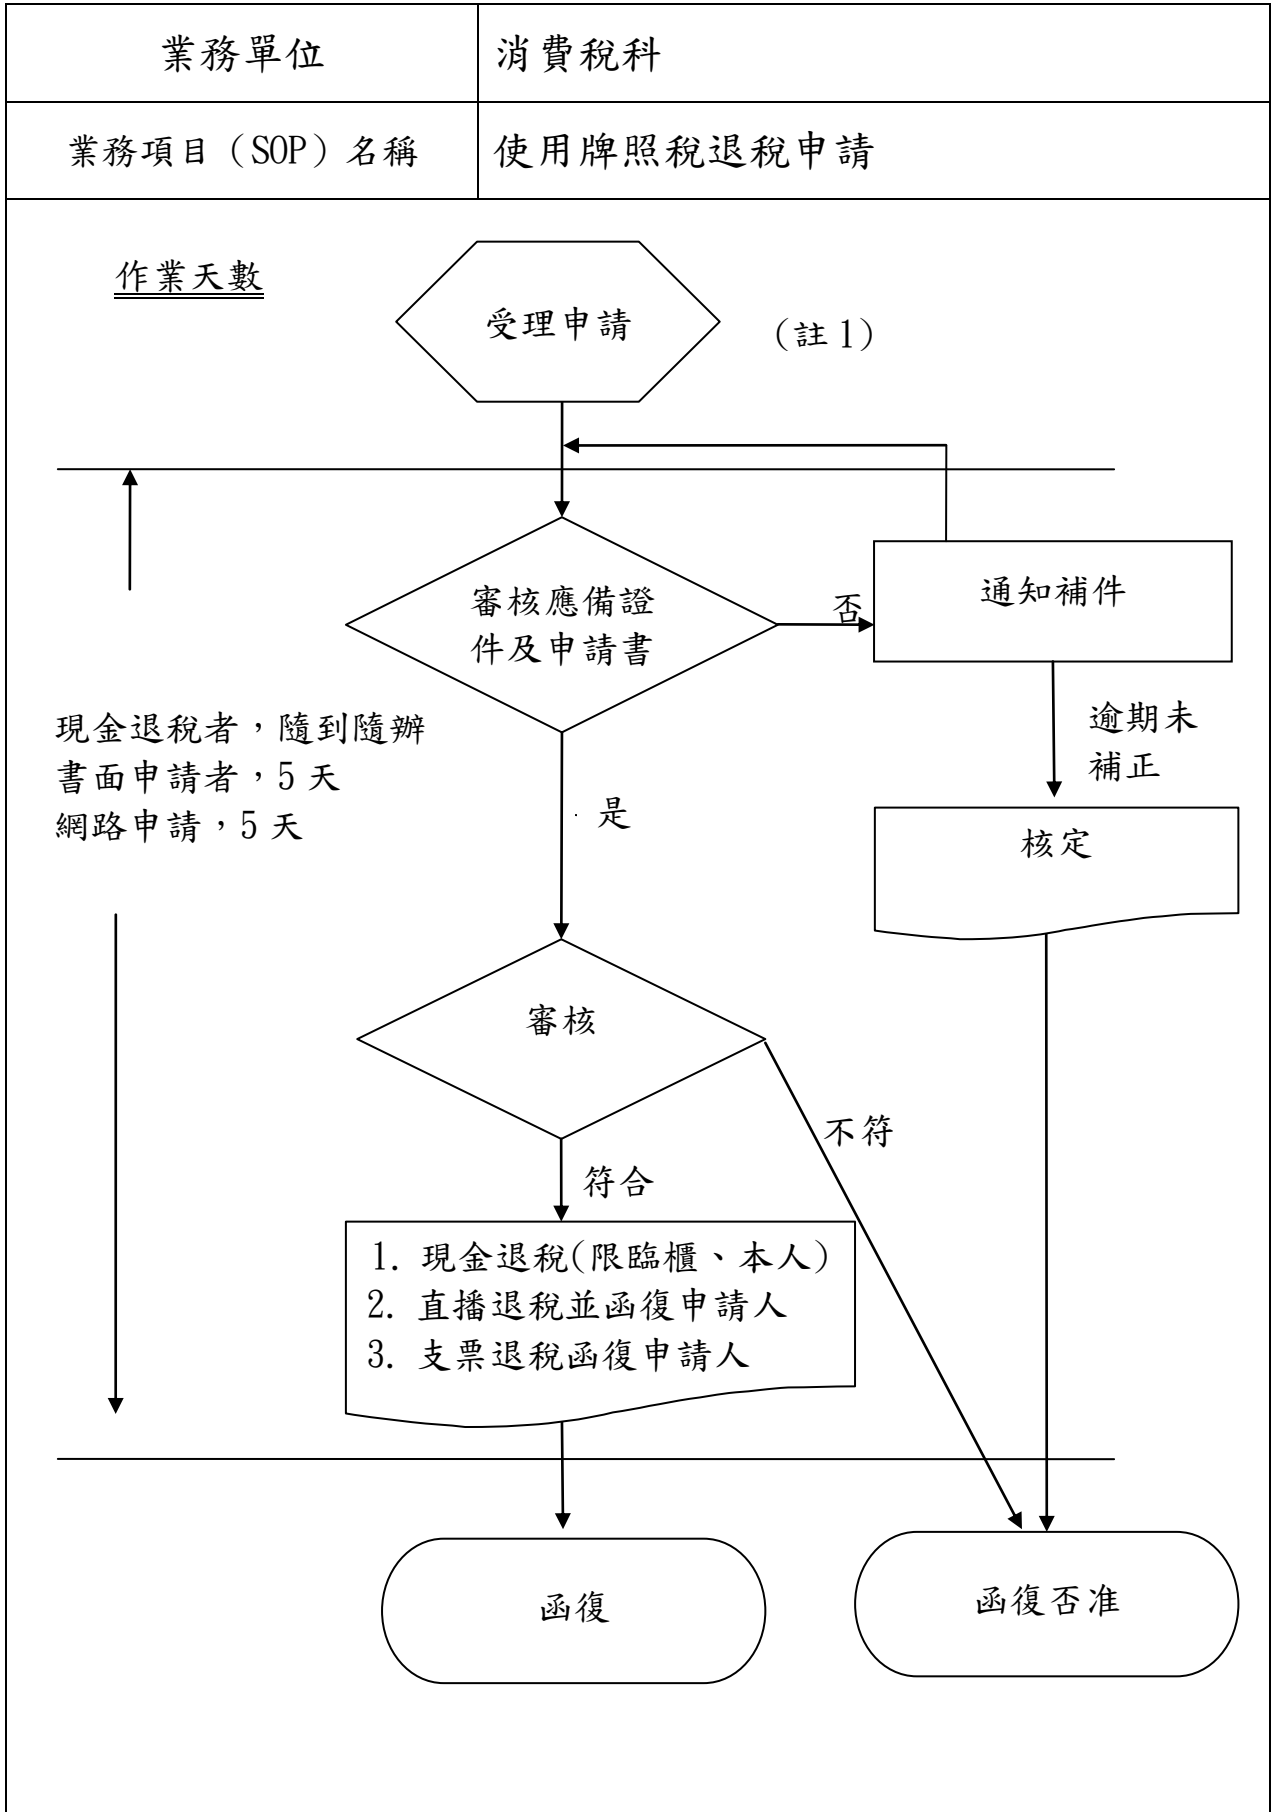 業務單位
消費稅科
業務項目（SOP）名稱
使用牌照稅退稅申請
作業天數
受理申請
（註 1）
審核應備證
件及申請書
否
通知補件
逾期未
補正
現金退稅者，隨到隨辦
書面申請者，5 天
網路申請，5 天
是
核定
審核
不符
符合
1. 現金退稅(限臨櫃、本人)
2. 直播退稅並函復申請人
3. 支票退稅函復申請人
函復
函復否准